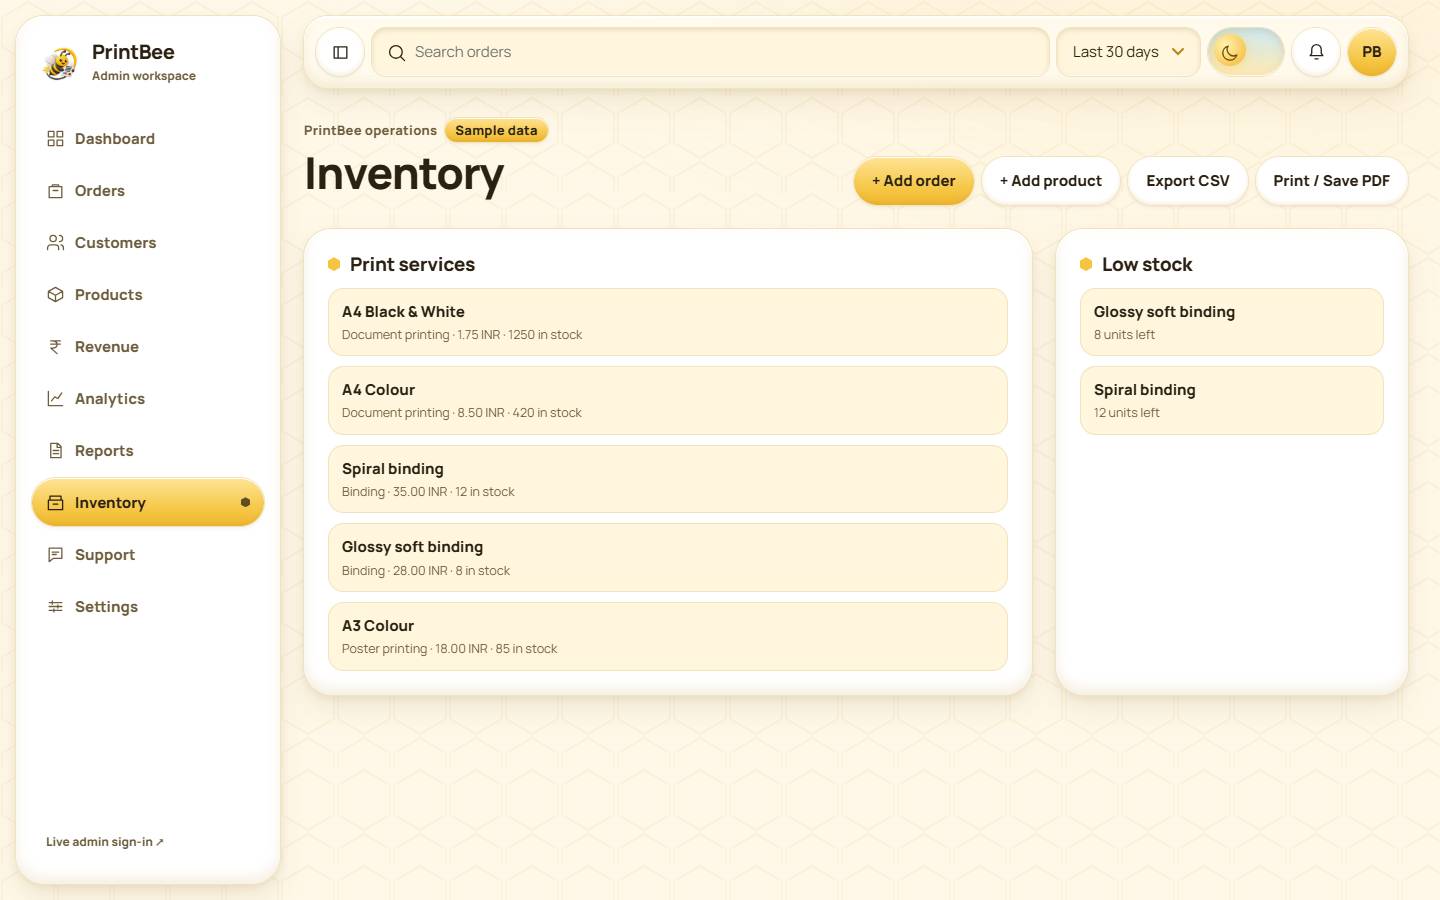 PrintBee
Admin workspace
Dashboard
Orders
Customers
Products
Revenue
Analytics
Reports
Inventory
Support
Settings
Live admin sign-in ↗
Search orders
Last 30 days
PB
PrintBee operations
Sample data
Inventory
+ Add order
+ Add product
Export CSV
Print / Save PDF
Print services
A4 Black & White
Document printing · 1.75 INR · 1250 in stock
A4 Colour
Document printing · 8.50 INR · 420 in stock
Spiral binding
Binding · 35.00 INR · 12 in stock
Glossy soft binding
Binding · 28.00 INR · 8 in stock
A3 Colour
Poster printing · 18.00 INR · 85 in stock
Low stock
Glossy soft binding
8 units left
Spiral binding
12 units left